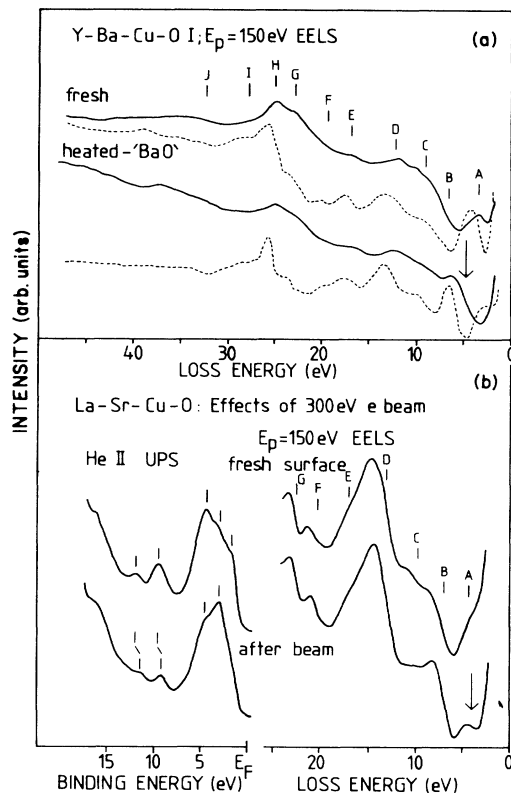 Y-Ba-Cu-O I; Ep=150eV EELS (a)
J I H G F E D C B A
fresh
heated-'BaO'
40 30 20 10 0
LOSS ENERGY (eV)
INTENSITY (arb. units)
(b)
La-Sr-Cu-O: Effects of 300eV e beam
He II UPS
Ep=150eV EELS
fresh surface
G F E D C B A
after beam
15 10 5 EF
BINDING ENERGY (eV)
20 10 0
LOSS ENERGY (eV)